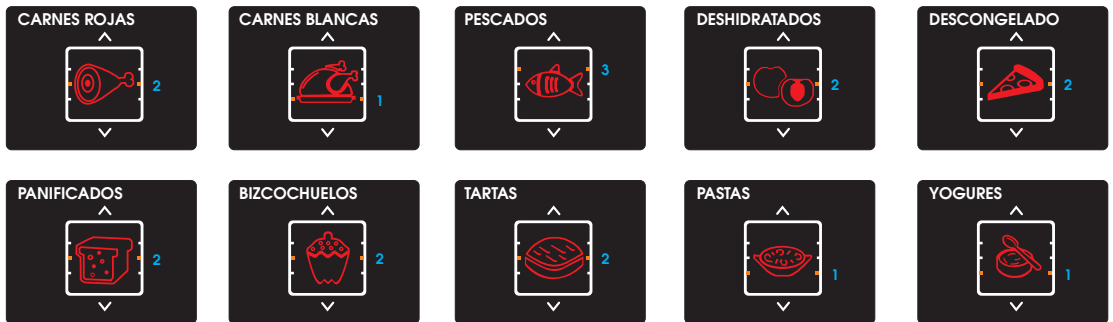 CARNES ROJAS
2
CARNES BLANCAS
1
PESCADOS
3
DESHIDRATADOS
2
DESCONGELADO
2
PANIFICADOS
2
BIZCOCHUELOS
2
TARTAS
2
PASTAS
1
YOGURES
1